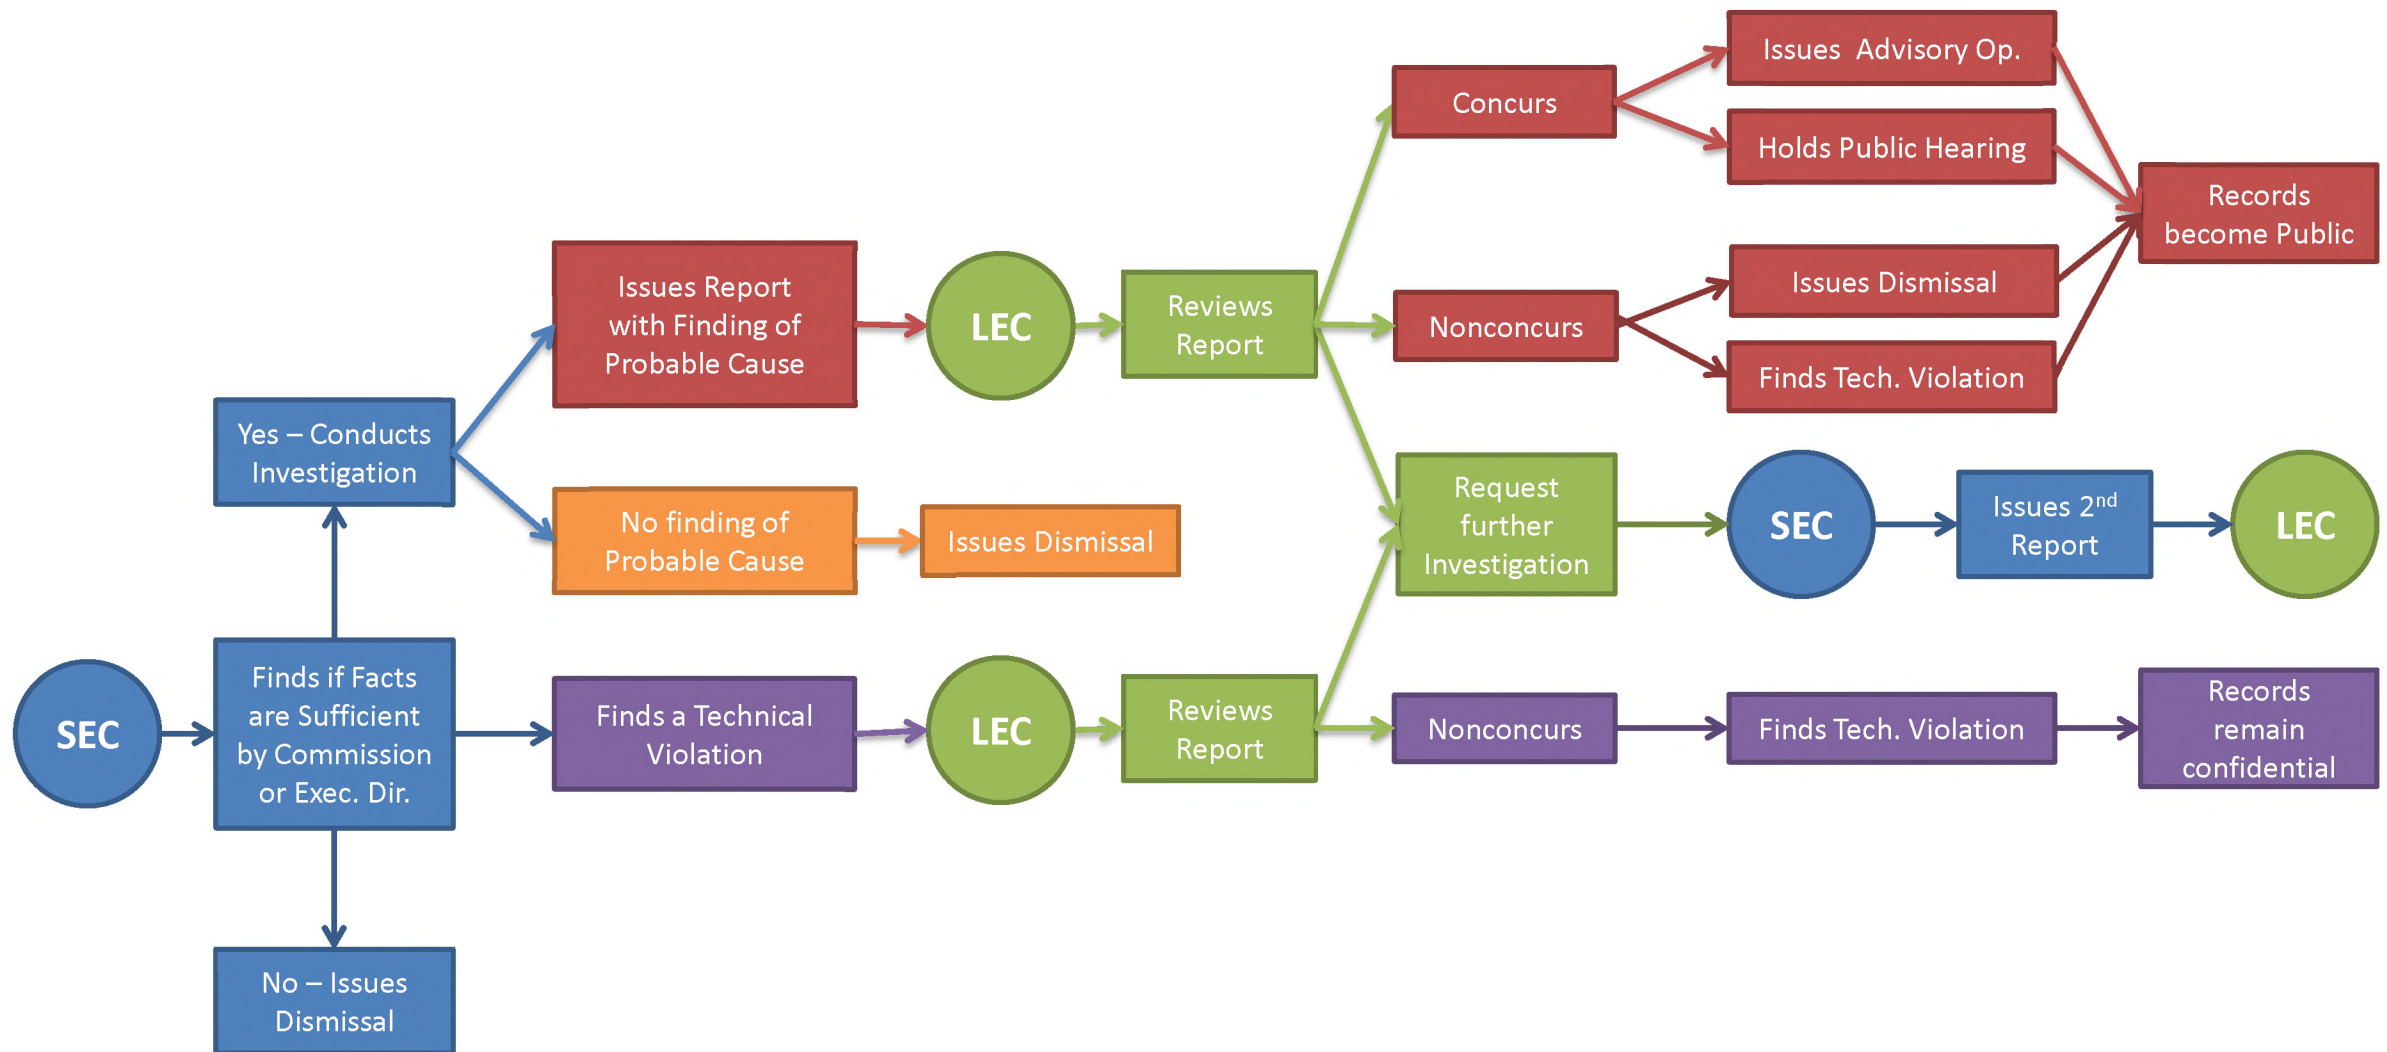 Issues Advisory Op.
Concurs
Holds Public Hearing
Records
become Public
Issues Report
with Finding of
Probable Cause
LEC
Reviews
Report
Nonconcurs
Issues Dismissal
Finds Tech. Violation
Yes – Conducts
Investigation
No finding of
Probable Cause
Issues Dismissal
Request
further
Investigation
SEC
Issues 2nd
Report
LEC
SEC
Finds if Facts
are Sufficient
by Commission
or Exec. Dir.
Finds a Technical
Violation
LEC
Reviews
Report
Nonconcurs
Finds Tech. Violation
Records
remain
confidential
No – Issues
Dismissal